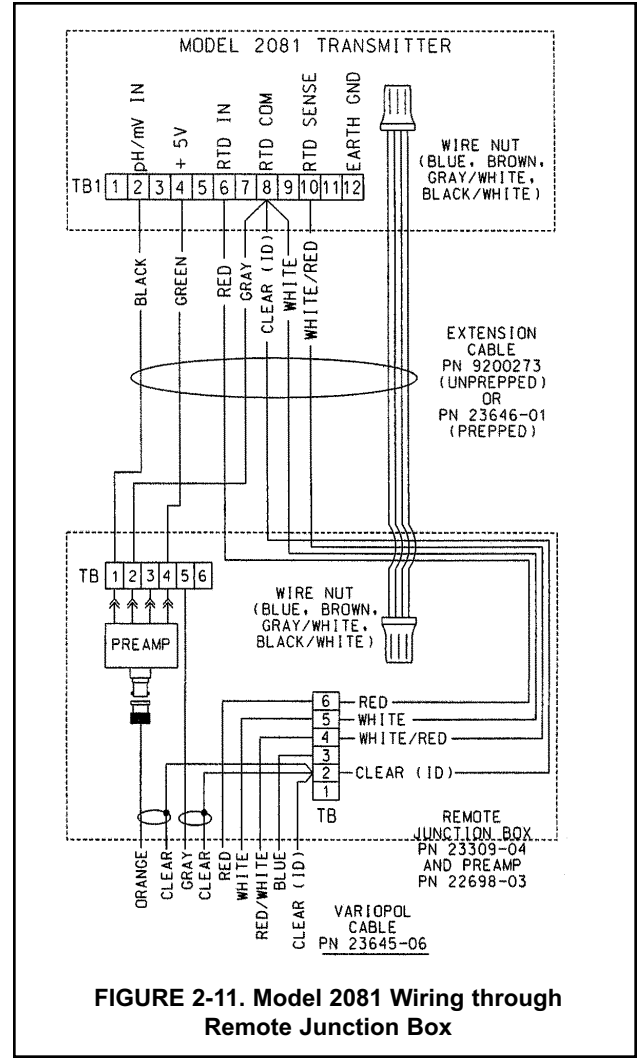 MODEL 2081 TRANSMITTER
pH/mV IN
+ 5V
RTD IN
RTD COM
RTD SENSE
EARTH GND
TB1 1 2 3 4 5 6 7 8 9 10 11 12
WIRE NUT
(BLUE, BROWN,
GRAY/WHITE,
BLACK/WHITE)
BLACK
GREEN
RED
GRAY
CLEAR (ID)
WHITE
WHITE/RED
EXTENSION
CABLE
PN 9200273
(UNPREPPED)
OR
PN 23646-01
(PREPPED)
TB 1 2 3 4 5 6
PREAMP
WIRE NUT
(BLUE, BROWN,
GRAY/WHITE,
BLACK/WHITE)
6 RED
5 WHITE
4 WHITE/RED
3
2 CLEAR (ID)
1
TB
REMOTE
JUNCTION BOX
PN 23309-04
AND PREAMP
PN 22698-03
ORANGE
CLEAR
GRAY
CLEAR
RED
WHITE
RED/WHITE
BLUE
CLEAR (ID)
VARIOPOL
CABLE
PN 23645-06
FIGURE 2-11. Model 2081 Wiring through
Remote Junction Box